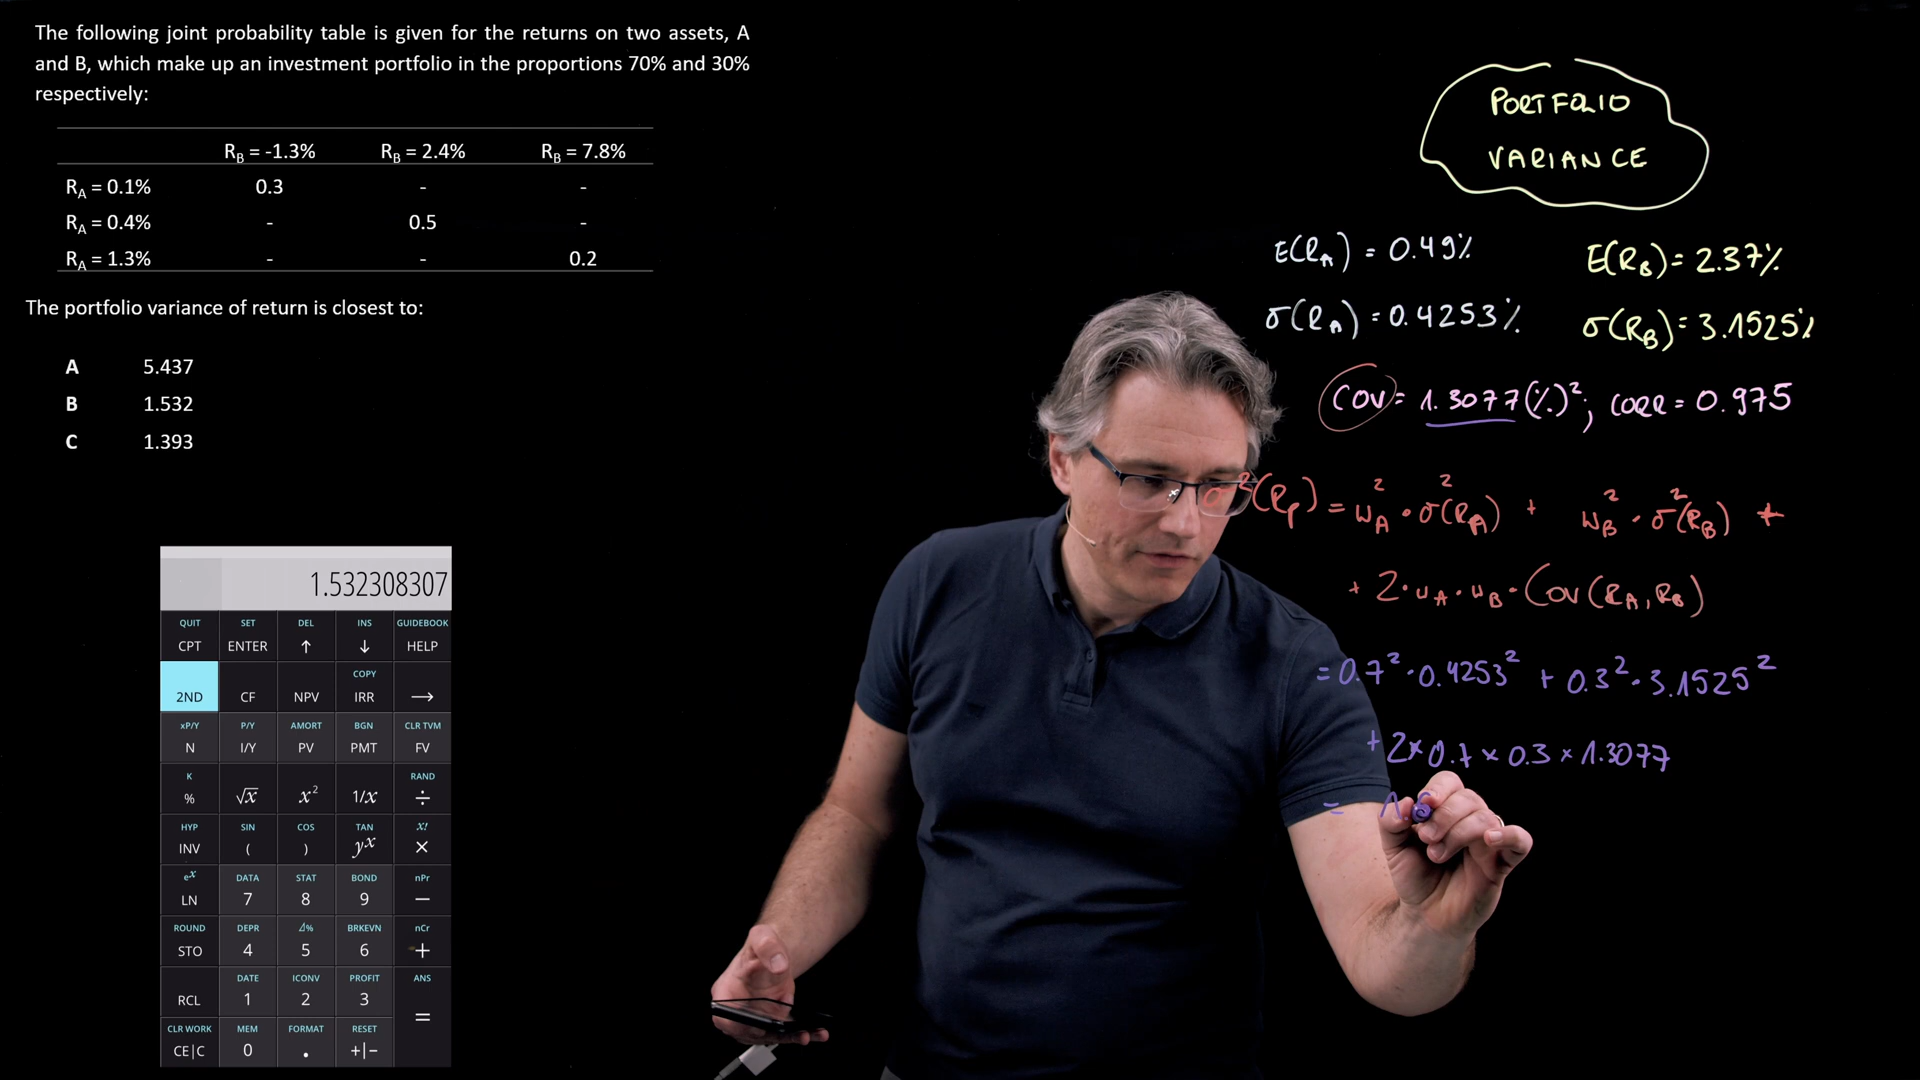 The following joint probability table is given for the returns on two assets, A
and B, which make up an investment portfolio in the proportions 70% and 30%
respectively:
R_B = -1.3% R_B = 2.4% R_B = 7.8%
R_A = 0.1% 0.3 - -
R_A = 0.4% - 0.5 -
R_A = 1.3% - - 0.2
The portfolio variance of return is closest to:
A 5.437
B 1.532
C 1.393
PORTFOLIO
VARIANCE
E(R_A) = 0.49% E(R_B) = 2.37%
σ(R_A) = 0.4253% σ(R_B) = 3.1525%
COV = 1.3077(%)²; CORR = 0.975
σ²(R_P) = w_A² · σ²(R_A) + w_B² · σ²(R_B) +
+ 2 · w_A · w_B · Cov(R_A, R_B)
= 0.7² · 0.4253² + 0.3² · 3.1525²
+ 2 × 0.7 × 0.3 × 1.3077
= 1.
1.532308307
QUIT SET DEL INS GUIDEBOOK
CPT ENTER ↑ ↓ HELP
COPY
2ND CF NPV IRR →
xP/Y P/Y AMORT BGN CLR TVM
N I/Y PV PMT FV
K RAND
% √x x² 1/x ÷
HYP SIN COS TAN x!
INV ( ) yˣ ×
eˣ DATA STAT BOND nPr
LN 7 8 9 −
ROUND DEPR Δ% BRKEVN nCr
STO 4 5 6 +
DATE ICONV PROFIT ANS
RCL 1 2 3 =
CLR WORK MEM FORMAT RESET
CE|C 0 . +|−